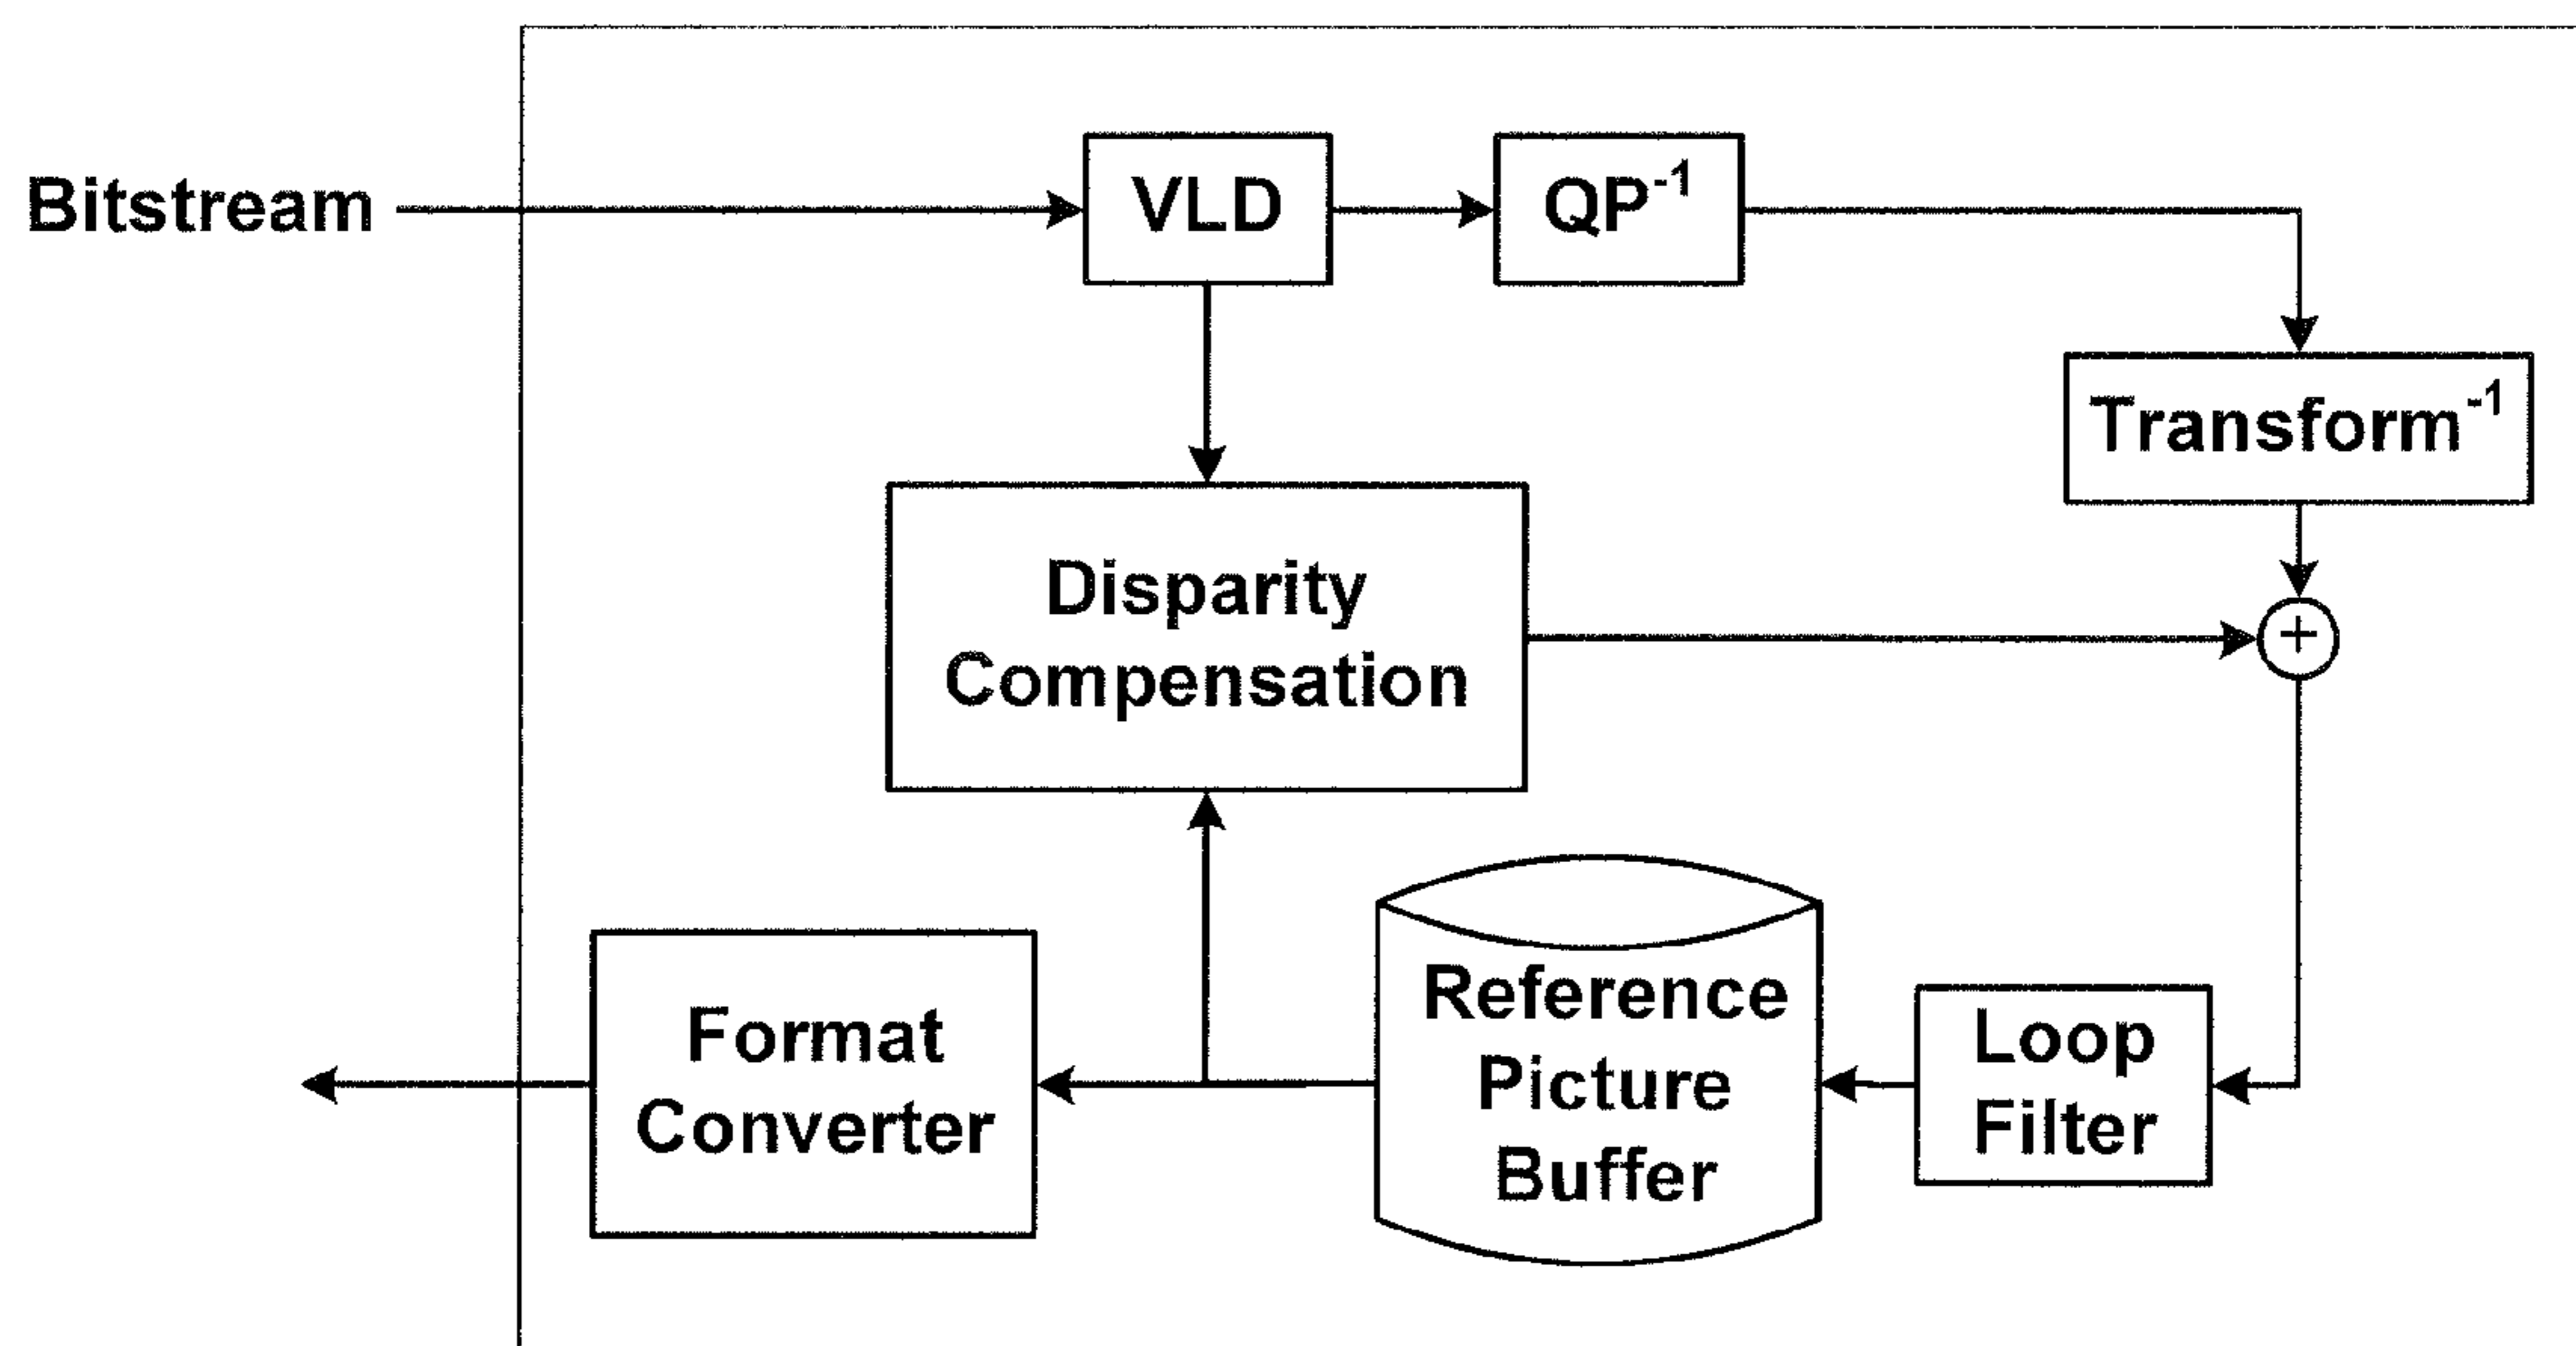 Bitstream
VLD
QP⁻¹
Transform⁻¹
Disparity
Compensation
+
Format
Converter
Reference
Picture
Buffer
Loop
Filter